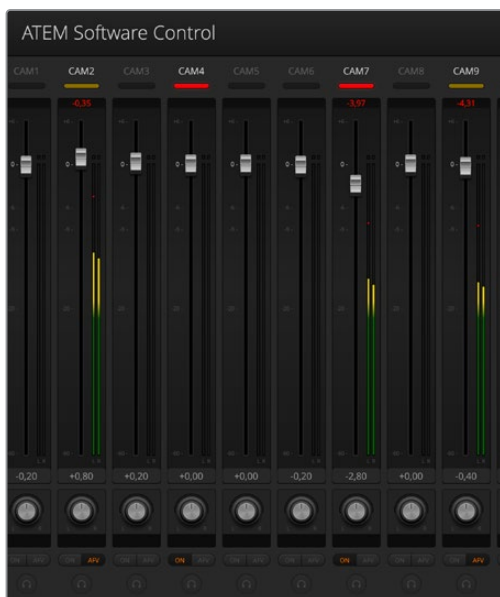 ATEM Software Control
CAM1 CAM2 CAM3 CAM4 CAM5 CAM6 CAM7 CAM8 CAM9
-0,35 -3,97 -4,31
-0,20 +0,80 +0,20 +0,00 +0,00 -0,20 -2,80 +0,00 -0,40
ON AFV ON AFV ON AFV ON AFV ON AFV ON AFV ON AFV ON AFV ON AFV